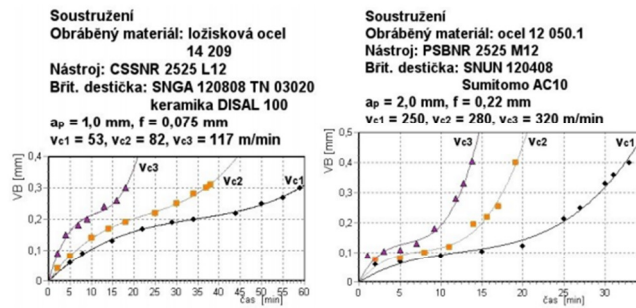 Soustružení
Obráběný materiál: ložisková ocel
14 209
Nástroj: CSSNR 2525 L12
Břit. destička: SNGA 120808 TN 03020
keramika DISAL 100
ap = 1,0 mm, f = 0,075 mm
vc1 = 53, vc2 = 82, vc3 = 117 m/min
0,4
0,3
0,2
0,1
0
VB [mm]
vc3
vc2
vc1
0 5 10 15 20 25 30 35 40 45 50 55 60
čas [min]
Soustružení
Obráběný materiál: ocel 12 050.1
Nástroj: PSBNR 2525 M12
Břit. destička: SNUN 120408
Sumitomo AC10
ap = 2,0 mm, f = 0,22 mm
vc1 = 250, vc2 = 280, vc3 = 320 m/min
0,5
0,4
0,3
0,2
0,1
0
VB [mm]
vc3
vc2
vc1
0 5 10 15 20 25 30
čas [min]